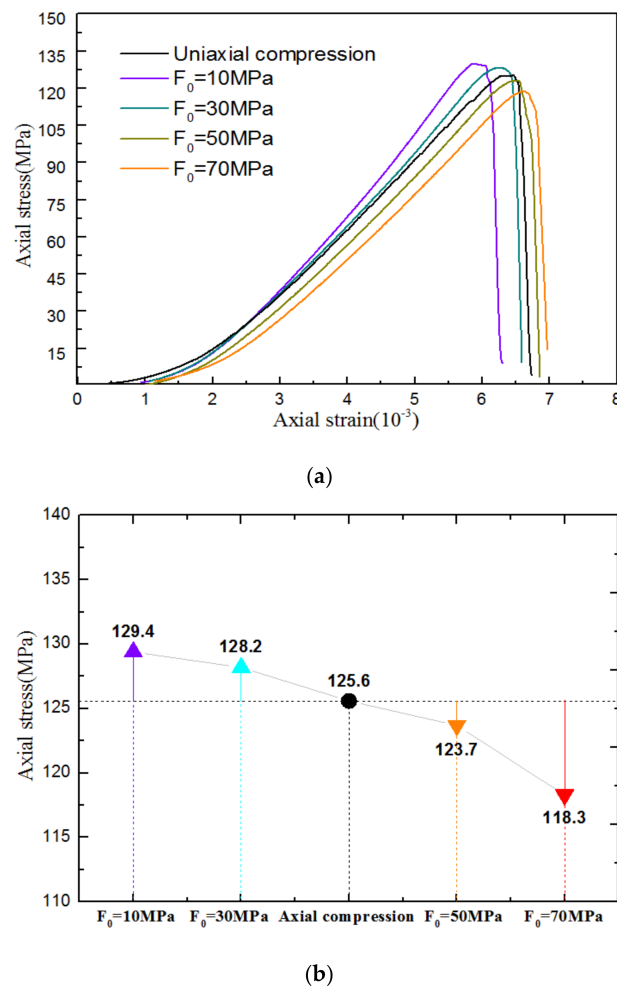 150
135
120
105
90
75
60
45
30
15
Axial stress(MPa)
Uniaxial compression
F₀=10MPa
F₀=30MPa
F₀=50MPa
F₀=70MPa
0 1 2 3 4 5 6 7 8
Axial strain(10⁻³)
(a)
140
135
130
125
120
115
110
Axial stress(MPa)
129.4
128.2
125.6
123.7
118.3
F₀=10MPa F₀=30MPa Axial compression F₀=50MPa F₀=70MPa
(b)